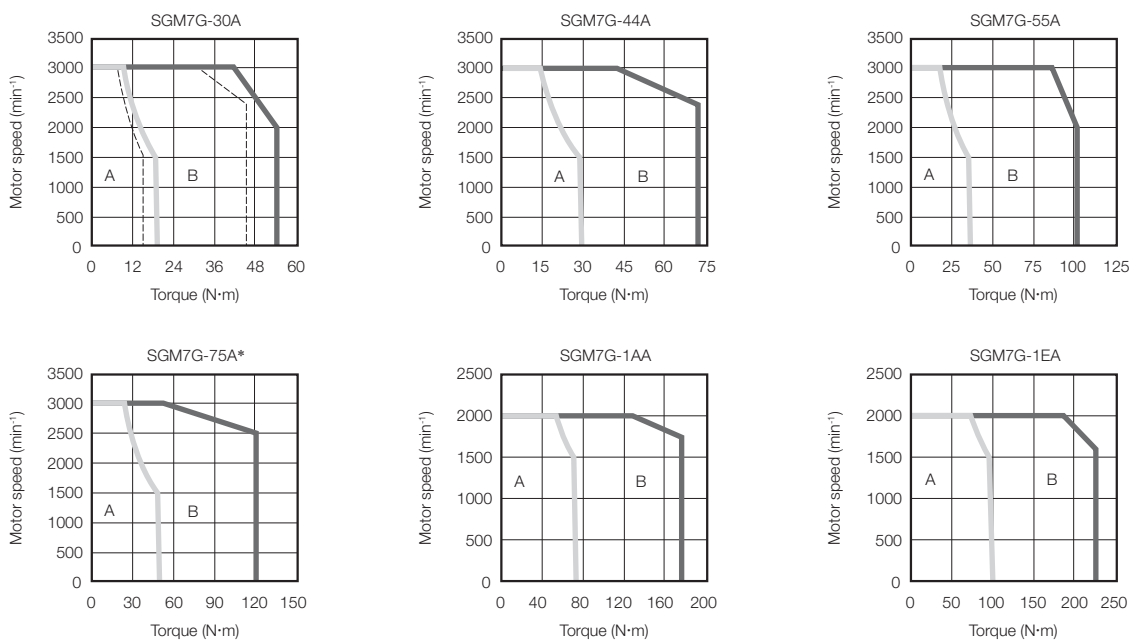 SGM7G-30A
3500
3000
2500
2000
1500
1000
500
0
Motor speed (min⁻¹)
A
B
0 12 24 36 48 60
Torque (N·m)
SGM7G-44A
3500
3000
2500
2000
1500
1000
500
0
Motor speed (min⁻¹)
A
B
0 15 30 45 60 75
Torque (N·m)
SGM7G-55A
3500
3000
2500
2000
1500
1000
500
0
Motor speed (min⁻¹)
A
B
0 25 50 75 100 125
Torque (N·m)
SGM7G-75A*
3500
3000
2500
2000
1500
1000
500
0
Motor speed (min⁻¹)
A
B
0 30 60 90 120 150
Torque (N·m)
SGM7G-1AA
2500
2000
1500
1000
500
0
Motor speed (min⁻¹)
A
B
0 40 80 120 160 200
Torque (N·m)
SGM7G-1EA
2500
2000
1500
1000
500
0
Motor speed (min⁻¹)
A
B
0 50 100 150 200 250
Torque (N·m)